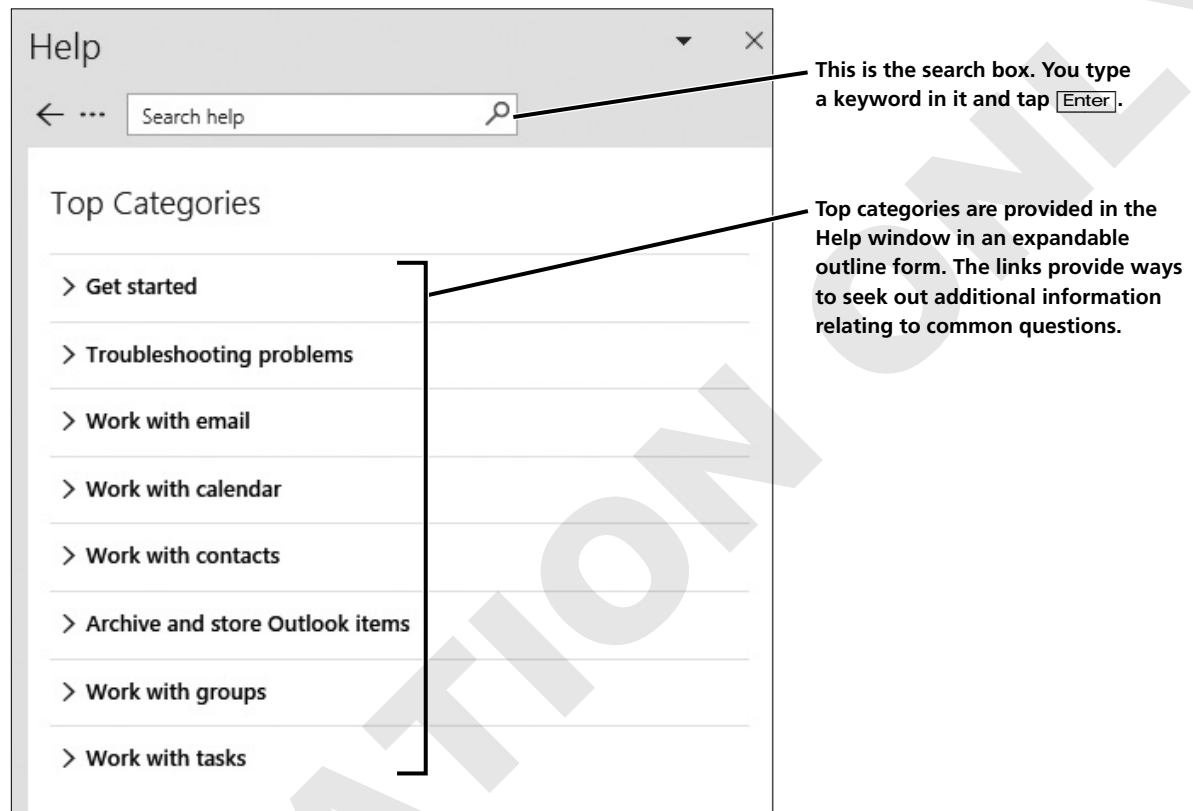 Help
Search help
This is the search box. You type
a keyword in it and tap Enter.
Top Categories
Top categories are provided in the
Help window in an expandable
outline form. The links provide ways
to seek out additional information
relating to common questions.
Get started
Troubleshooting problems
Work with email
Work with calendar
Work with contacts
Archive and store Outlook items
Work with groups
Work with tasks
ATION ONL